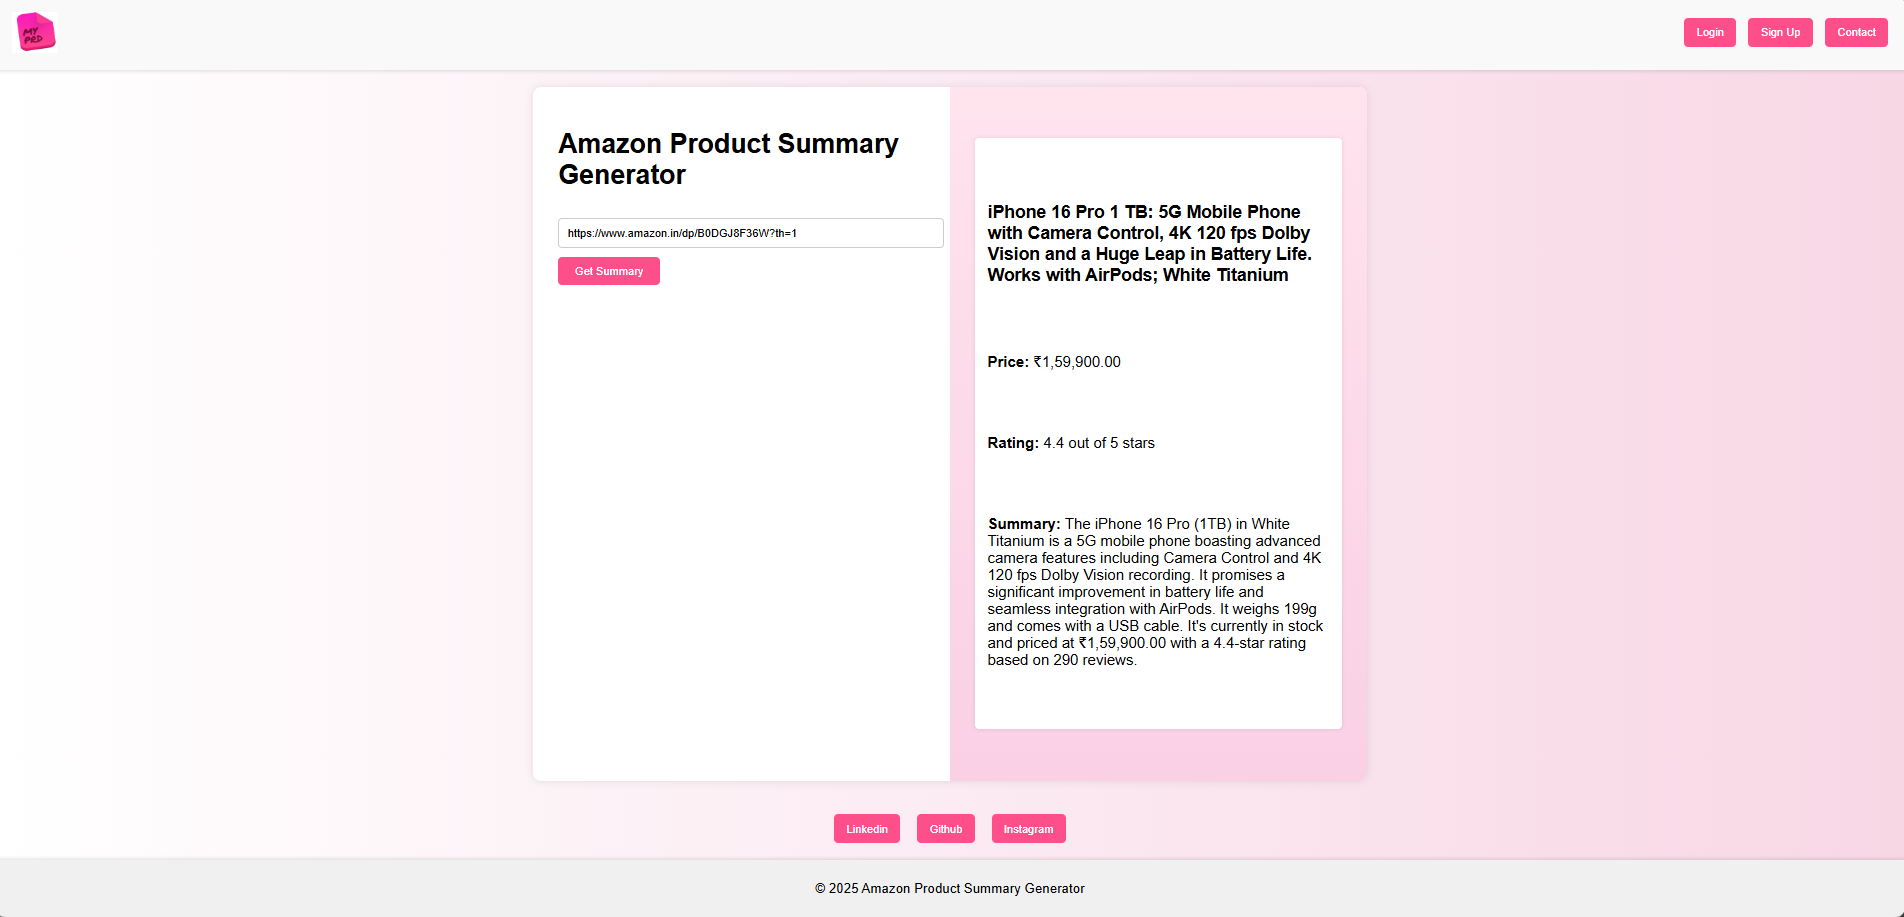 MY
PRD
Login
Sign Up
Contact
Amazon Product Summary
Generator
https://www.amazon.in/dp/B0DGJ8F36W?th=1
Get Summary
iPhone 16 Pro 1 TB: 5G Mobile Phone
with Camera Control, 4K 120 fps Dolby
Vision and a Huge Leap in Battery Life.
Works with AirPods; White Titanium
Price: ₹1,59,900.00
Rating: 4.4 out of 5 stars
Summary: The iPhone 16 Pro (1TB) in White
Titanium is a 5G mobile phone boasting advanced
camera features including Camera Control and 4K
120 fps Dolby Vision recording. It promises a
significant improvement in battery life and
seamless integration with AirPods. It weighs 199g
and comes with a USB cable. It's currently in stock
and priced at ₹1,59,900.00 with a 4.4-star rating
based on 290 reviews.
Linkedin
Github
Instagram
© 2025 Amazon Product Summary Generator